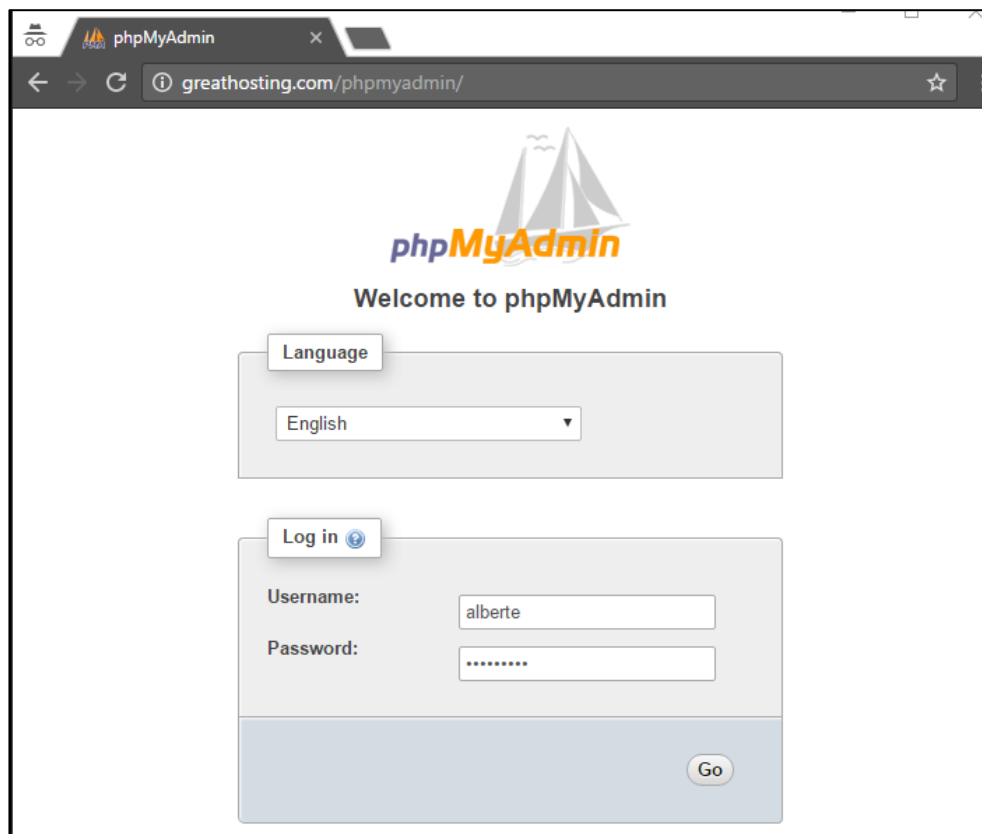 phpMyAdmin
greathosting.com/phpmyadmin/
phpMyAdmin
Welcome to phpMyAdmin
Language
English
Log in
Username:
alberte
Password:
•••••••••
Go